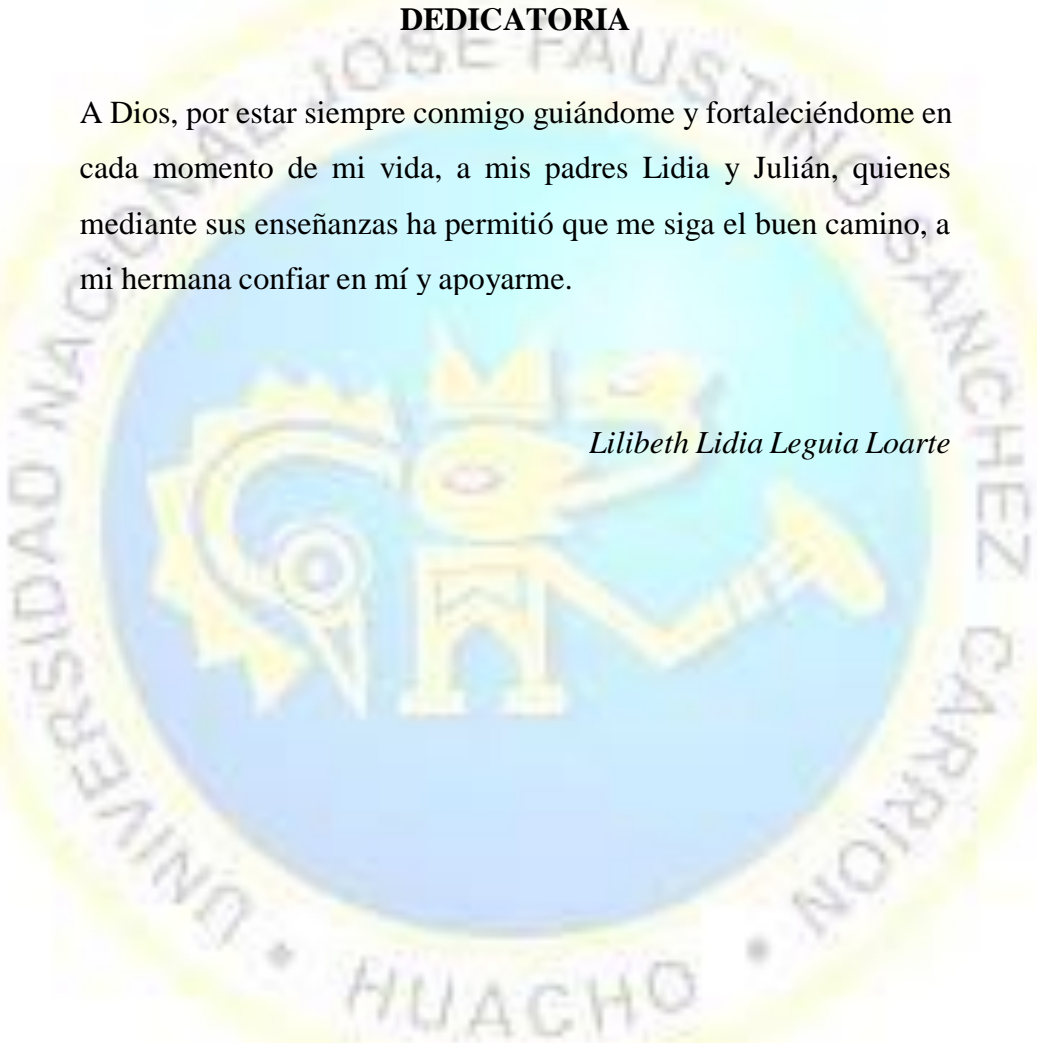 DEDICATORIA
A Dios, por estar siempre conmigo guiándome y fortaleciéndome en
cada momento de mi vida, a mis padres Lidia y Julián, quienes
mediante sus enseñanzas ha permitió que me siga el buen camino, a
mi hermana confiar en mí y apoyarme.
Lilibeth Lidia Leguia Loarte
UNIVERSIDAD NACIONAL JOSE FAUSTINO SANCHEZ CARRION
HUACHO